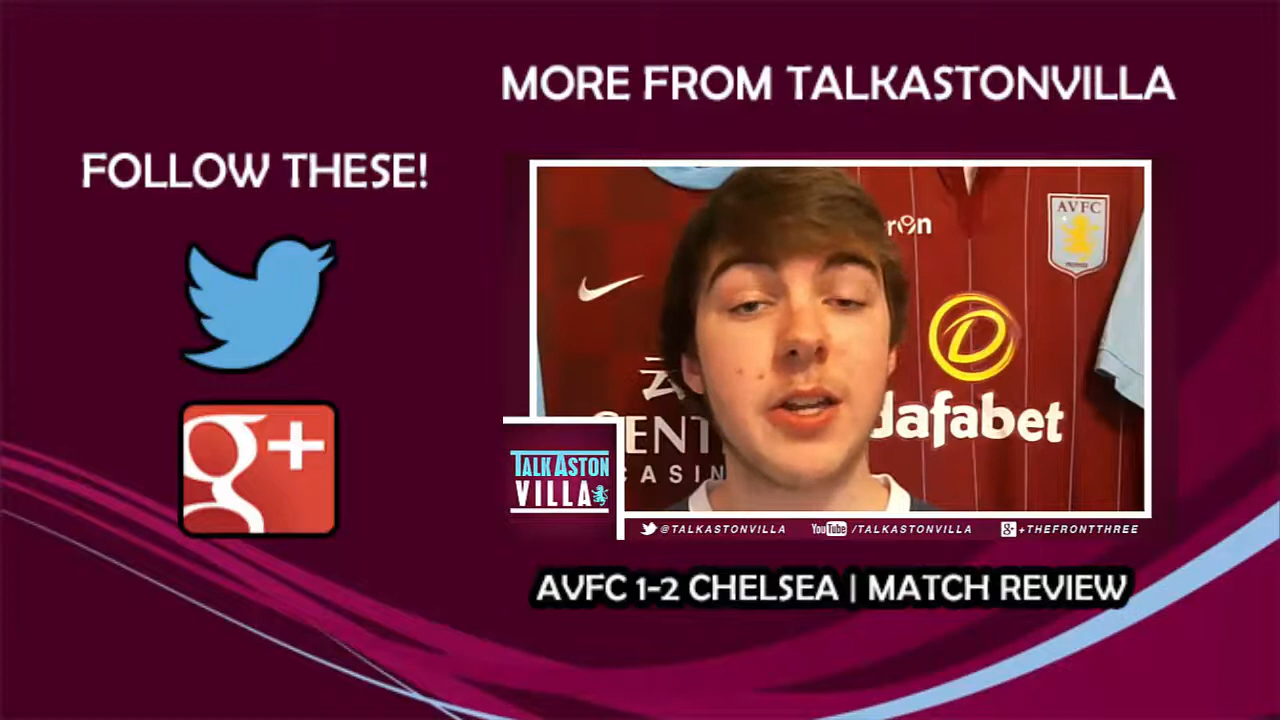 MORE FROM TALKASTONVILLA
FOLLOW THESE!
AVFC
dafabet
CASIN
g+
TALK ASTON
VILLA
@TALKASTONVILLA
YouTube /TALKASTONVILLA
g+ +THEFRONTTHREE
AVFC 1-2 CHELSEA | MATCH REVIEW